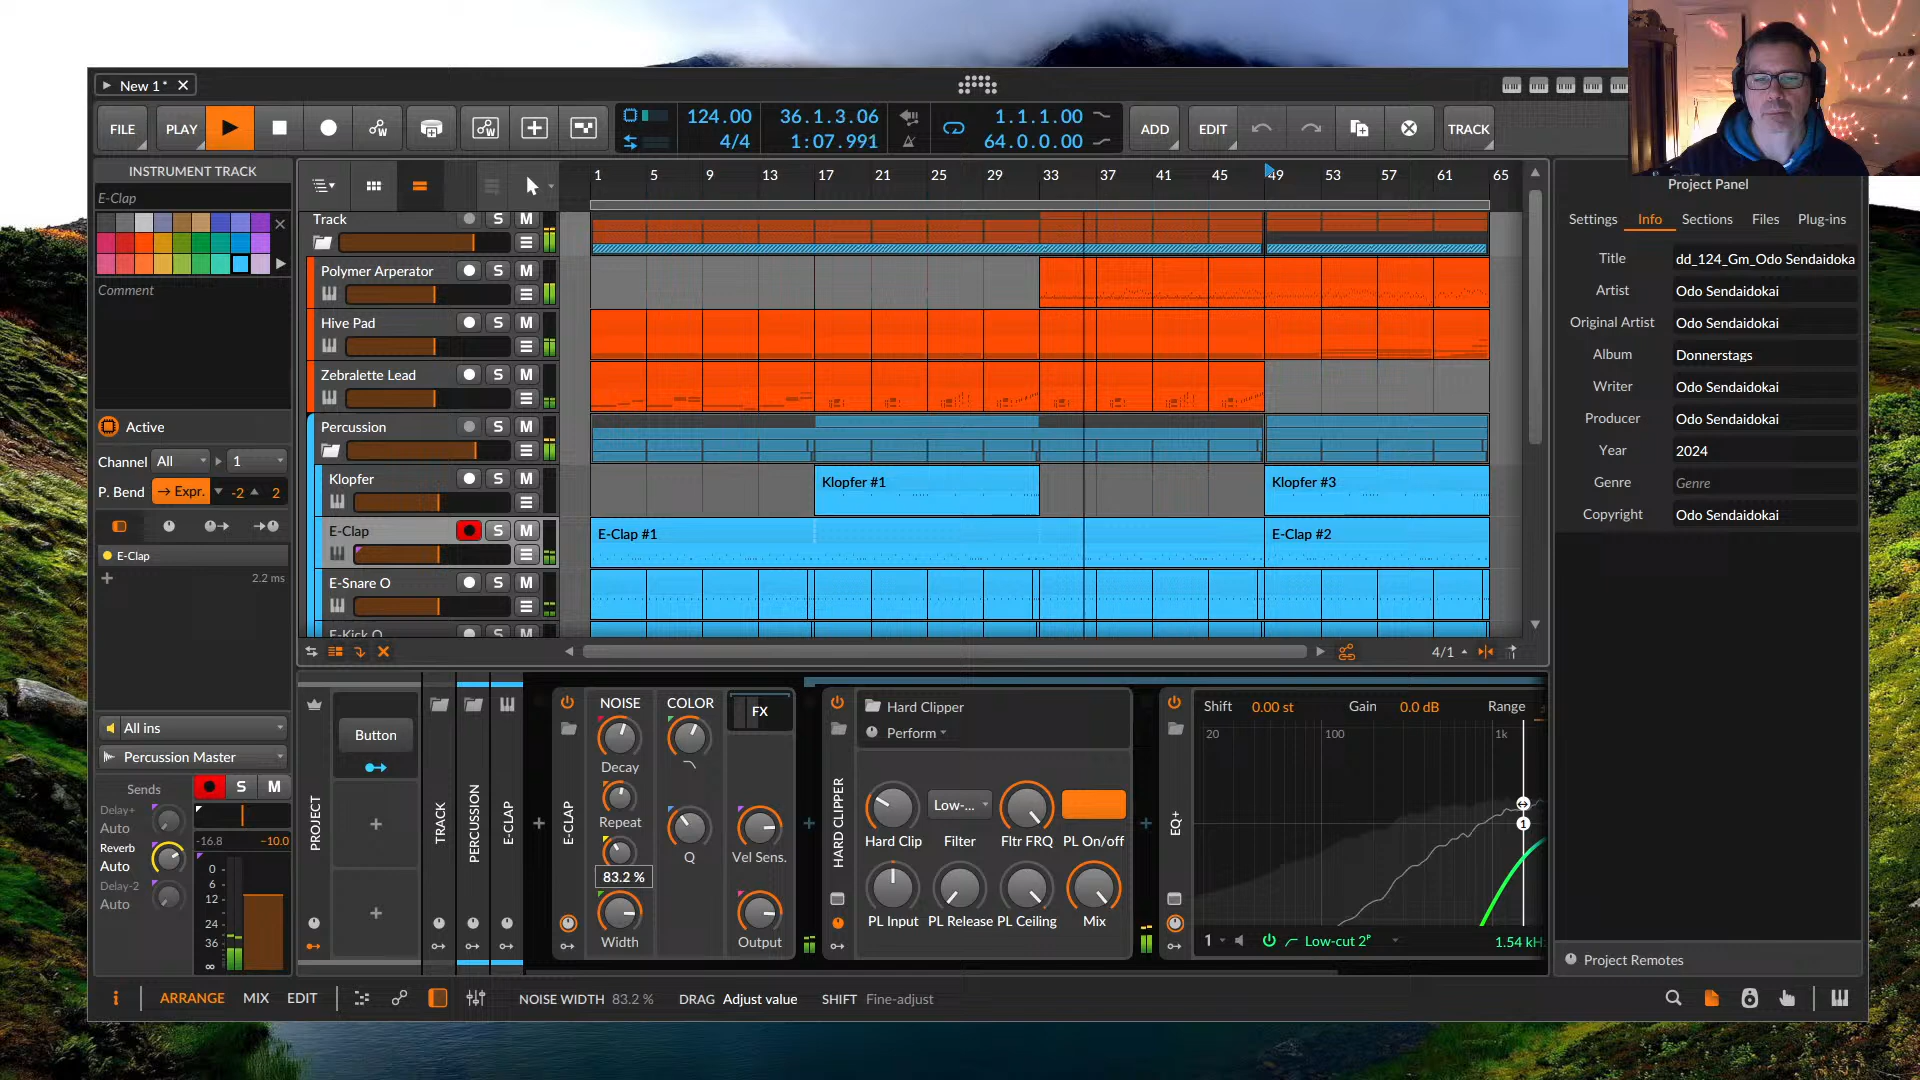 New 1*
FILE
PLAY
124.00
4/4
36.1.3.06
1:07.991
1.1.1.00
64.0.0.00
ADD
EDIT
TRACK
INSTRUMENT TRACK
E-Clap
Comment
Active
Channel All 1
P. Bend Expr. -2 2
E-Clap
2.2 ms
All ins
Percussion Master
Sends
S M
Delay+
Auto
Reverb
Auto
Delay-2
Auto
-16.8 -10.0
0
6
12
24
36
∞
1 5 9 13 17 21 25 29 33 37 41 45 49 53 57 61 65
Track S M
Polymer Arperator S M
Hive Pad S M
Zebralette Lead S M
Percussion S M
Klopfer S M
Klopfer #1
Klopfer #3
E-Clap S M
E-Clap #1
E-Clap #2
E-Snare O S M
E-Kick O S M
4/1
Project Panel
Settings Info Sections Files Plug-ins
Title dd_124_Gm_Odo Sendaidoka
Artist Odo Sendaidokai
Original Artist Odo Sendaidokai
Album Donnerstags
Writer Odo Sendaidokai
Producer Odo Sendaidokai
Year 2024
Genre Genre
Copyright Odo Sendaidokai
Project Remotes
PROJECT
Button
TRACK
PERCUSSION
E-CLAP
E-CLAP
NOISE
Decay
Repeat
83.2 %
Width
COLOR
Q
FX
Vel Sens.
Output
HARD CLIPPER
Hard Clipper
Perform
Low-...
Hard Clip Filter Fltr FRQ PL On/off
PL Input PL Release PL Ceiling Mix
EQ+
Shift 0.00 st Gain 0.0 dB Range
20 100 1k
1
1 Low-cut 2P 1.54 kH
ARRANGE MIX EDIT
NOISE WIDTH 83.2 % DRAG Adjust value SHIFT Fine-adjust